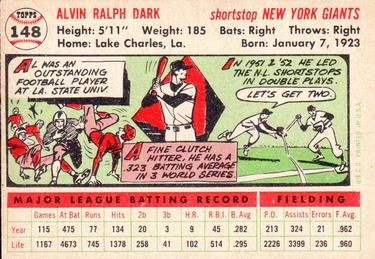 TOPPS
148
ALVIN RALPH DARK shortstop NEW YORK GIANTS
Height: 5'11" Weight: 185 Bats: Right Throws: Right
Home: Lake Charles, La. Born: January 7, 1923
AL WAS AN
OUTSTANDING
FOOTBALL
PLAYER AT
LA. STATE UNIV.
A FINE CLUTCH
HITTER, HE HAS A
.323 BATTING AVERAGE
IN 3 WORLD SERIES.
IN 1951 & '52 HE LED
THE N.L. SHORTSTOPS
IN DOUBLE PLAYS.
LET'S GET TWO.
©T.C.G. PRINTED IN U.S.A.
MAJOR LEAGUE BATTING RECORD FIELDING
Games At Bat Runs Hits 2b 3b H.R. R.B.I. B.Avg. P.O. Assists Errors F.Avg.
Year 115 475 77 134 20 3 9 45 .282 213 324 21 .962
Life 1167 4673 745 1367 258 41 94 502 .295 2226 3399 236 .960